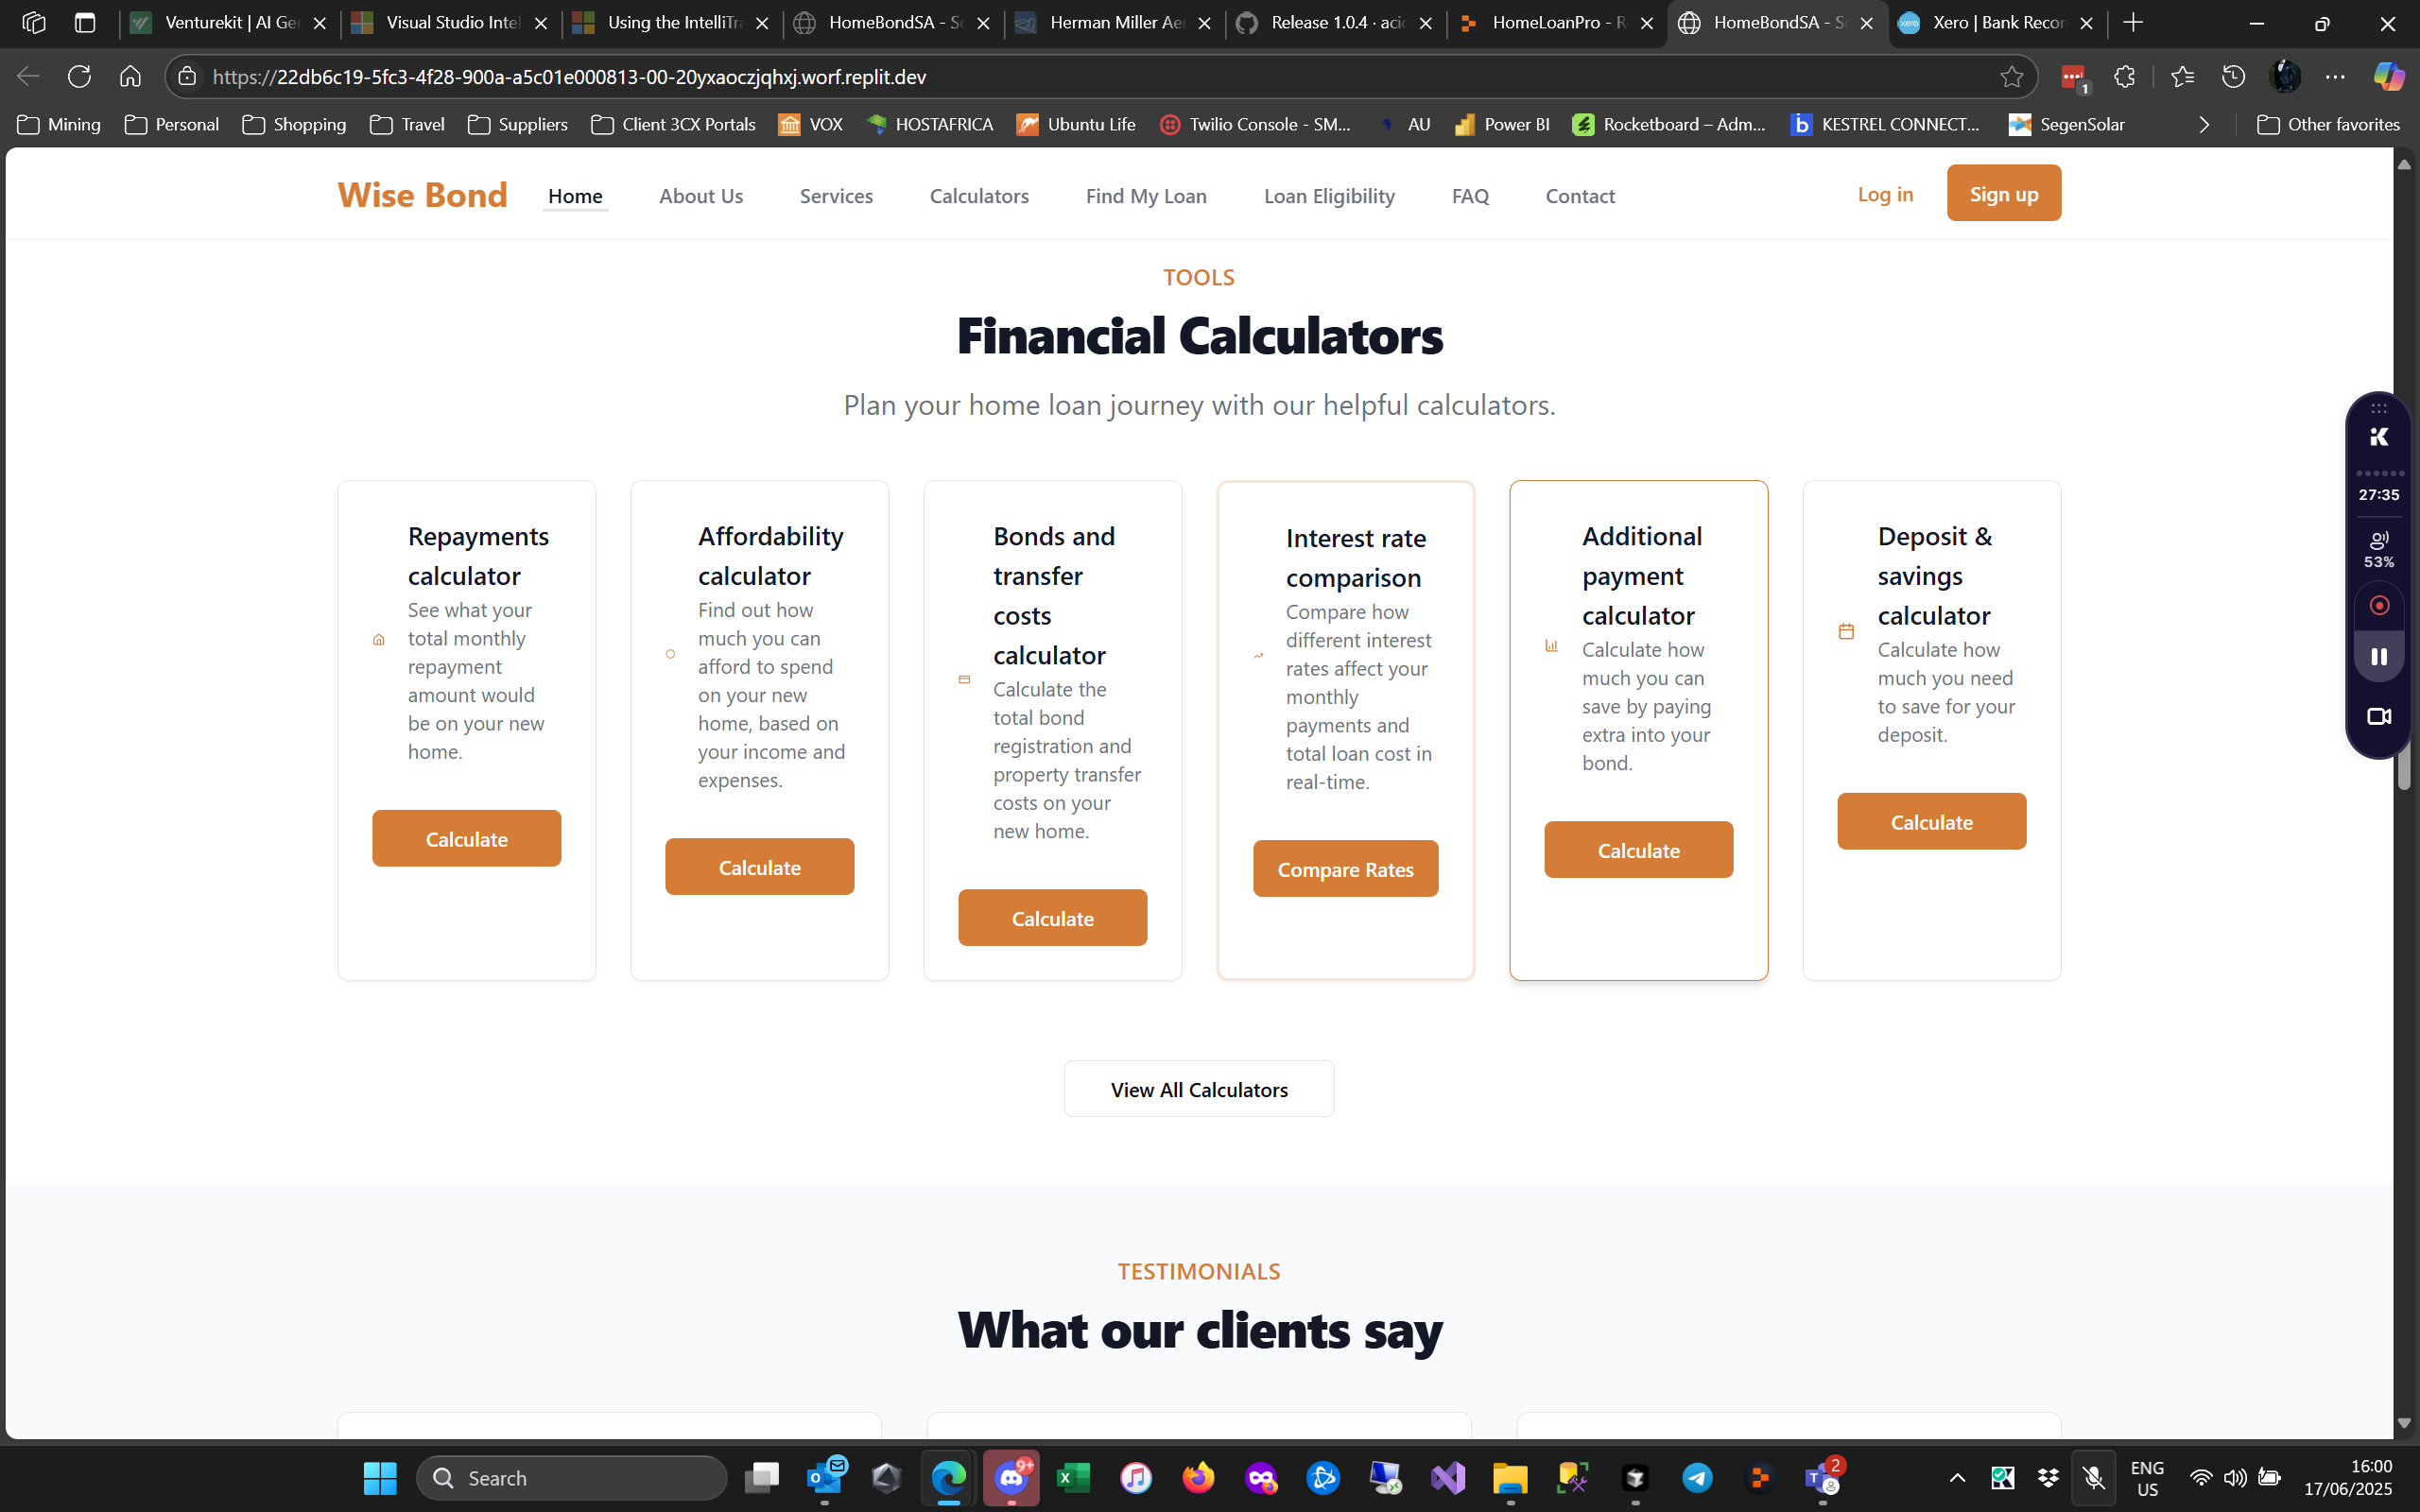 Venturekit | AI Ger
Visual Studio Intel
Using the IntelliTra
HomeBondSA - So
Herman Miller Aer
Release 1.0.4 · acid
HomeLoanPro - R
HomeBondSA - So
Xero | Bank Recon
https://22db6c19-5fc3-4f28-900a-a5c01e000813-00-20yxaoczjqhxj.worf.replit.dev
1
Mining
Personal
Shopping
Travel
Suppliers
Client 3CX Portals
VOX
HOSTAFRICA
Ubuntu Life
Twilio Console - SM...
AU
Power BI
Rocketboard – Adm...
KESTREL CONNECT...
SegenSolar
Other favorites
Wise Bond
Home
About Us
Services
Calculators
Find My Loan
Loan Eligibility
FAQ
Contact
Log in
Sign up
TOOLS
Financial Calculators
Plan your home loan journey with our helpful calculators.
Repayments
calculator
See what your
total monthly
repayment
amount would
be on your new
home.
Calculate
Affordability
calculator
Find out how
much you can
afford to spend
on your new
home, based on
your income and
expenses.
Calculate
Bonds and
transfer
costs
calculator
Calculate the
total bond
registration and
property transfer
costs on your
new home.
Calculate
Interest rate
comparison
Compare how
different interest
rates affect your
monthly
payments and
total loan cost in
real-time.
Compare Rates
Additional
payment
calculator
Calculate how
much you can
save by paying
extra into your
bond.
Calculate
Deposit &
savings
calculator
Calculate how
much you need
to save for your
deposit.
Calculate
View All Calculators
TESTIMONIALS
What our clients say
27:35
53%
Search
9+
2
ENG
US
16:00
17/06/2025